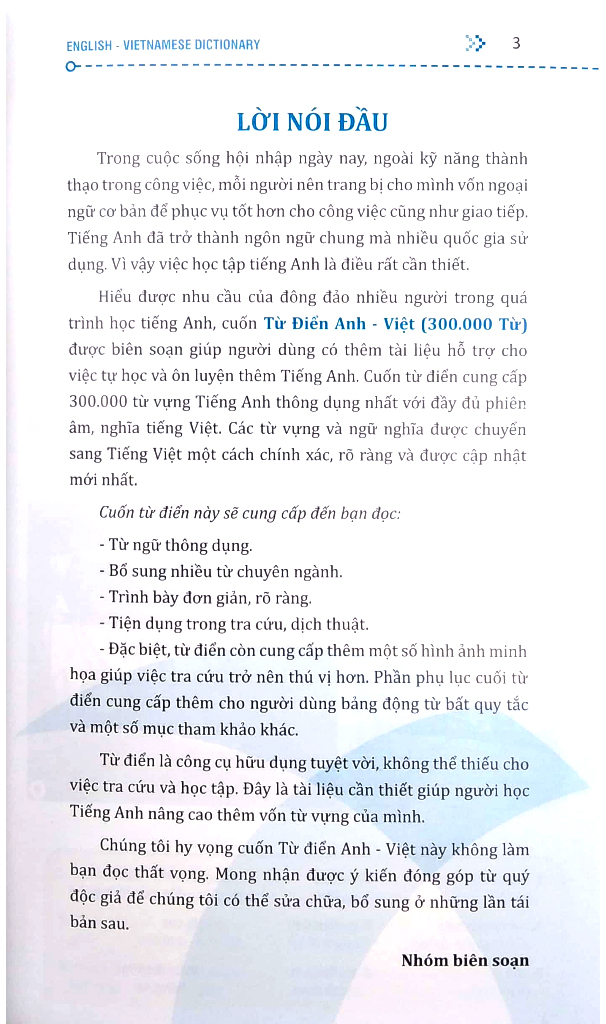 ENGLISH - VIETNAMESE DICTIONARY
3
LỜI NÓI ĐẦU
Trong cuộc sống hội nhập ngày nay, ngoài kỹ năng thành
thạo trong công việc, mỗi người nên trang bị cho mình vốn ngoại
ngữ cơ bản để phục vụ tốt hơn cho công việc cũng như giao tiếp.
Tiếng Anh đã trở thành ngôn ngữ chung mà nhiều quốc gia sử
dụng. Vì vậy việc học tập tiếng Anh là điều rất cần thiết.
Hiểu được nhu cầu của đông đảo nhiều người trong quá
trình học tiếng Anh, cuốn Từ Điển Anh - Việt (300.000 Từ)
được biên soạn giúp người dùng có thêm tài liệu hỗ trợ cho
việc tự học và ôn luyện thêm Tiếng Anh. Cuốn từ điển cung cấp
300.000 từ vựng Tiếng Anh thông dụng nhất với đầy đủ phiên
âm, nghĩa tiếng Việt. Các từ vựng và ngữ nghĩa được chuyển
sang Tiếng Việt một cách chính xác, rõ ràng và được cập nhật
mới nhất.
Cuốn từ điển này sẽ cung cấp đến bạn đọc:
- Từ ngữ thông dụng.
- Bổ sung nhiều từ chuyên ngành.
- Trình bày đơn giản, rõ ràng.
- Tiện dụng trong tra cứu, dịch thuật.
- Đặc biệt, từ điển còn cung cấp thêm một số hình ảnh minh
họa giúp việc tra cứu trở nên thú vị hơn. Phần phụ lục cuối từ
điển cung cấp thêm cho người dùng bảng động từ bất quy tắc
và một số mục tham khảo khác.
Từ điển là công cụ hữu dụng tuyệt vời, không thể thiếu cho
việc tra cứu và học tập. Đây là tài liệu cần thiết giúp người học
Tiếng Anh nâng cao thêm vốn từ vựng của mình.
Chúng tôi hy vọng cuốn Từ điển Anh - Việt này không làm
bạn đọc thất vọng. Mong nhận được ý kiến đóng góp từ quý
độc giả để chúng tôi có thể sửa chữa, bổ sung ở những lần tái
bản sau.
Nhóm biên soạn